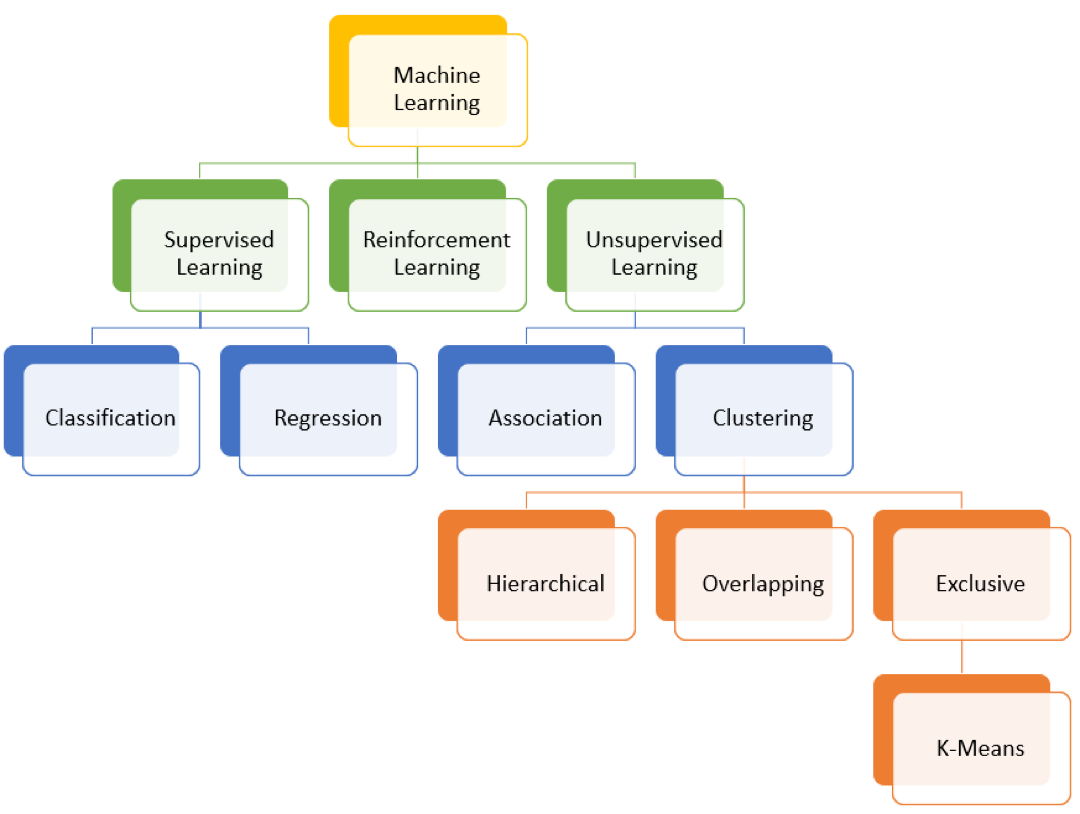 Machine
Learning
Supervised
Learning
Reinforcement
Learning
Unsupervised
Learning
Classification
Regression
Association
Clustering
Hierarchical
Overlapping
Exclusive
K-Means